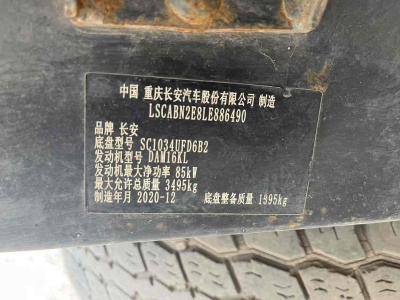 中国 重庆长安汽车股份有限公司 制造
LSCABN2E8LE886490
品牌 长安
底盘型号 SC1034UFD6B2
发动机型号 DAM16KL
发动机最大净功率 85kW
最大允许总质量 3495kg
制造年月 2020-12 底盘整备质量 1395kg